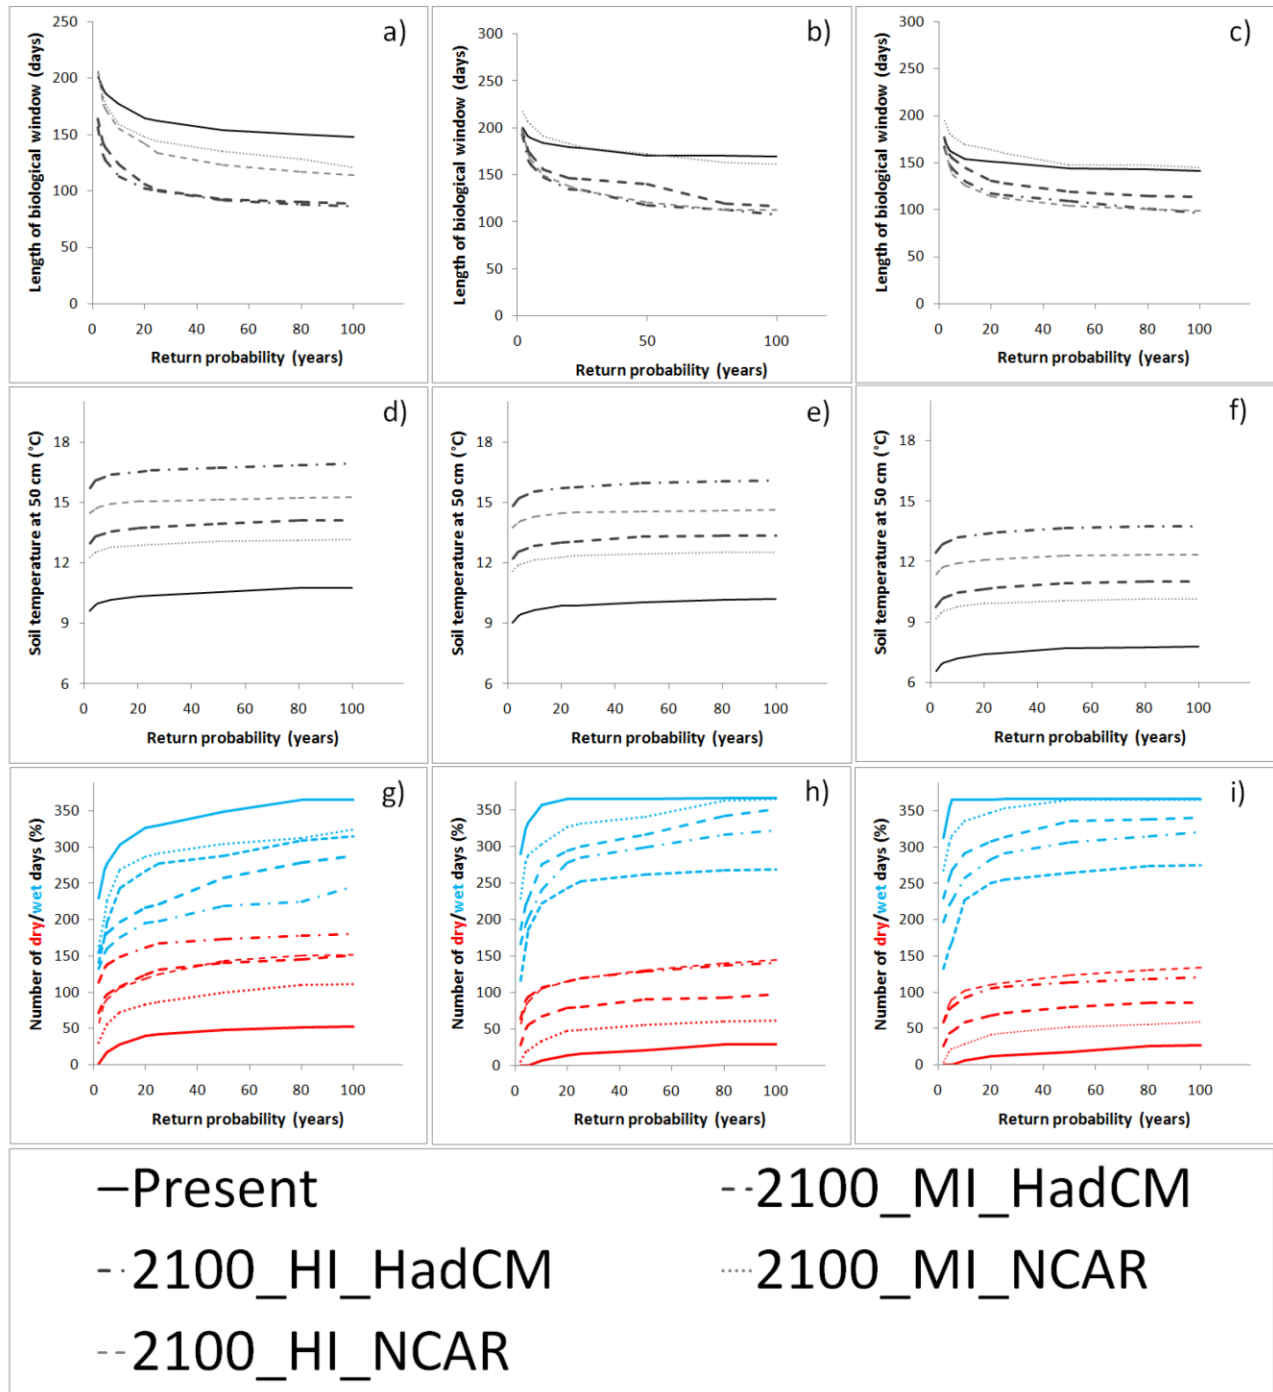 a)
Length of biological window (days)
250
200
150
100
50
0
0 20 40 60 80 100
Return probability (years)
b)
Length of biological window (days)
300
250
200
150
100
50
0
0 50 100
Return probability (years)
c)
Length of biological window (days)
300
250
200
150
100
50
0
0 20 40 60 80 100
Return probability (years)
d)
Soil temperature at 50 cm (°C)
18
15
12
9
6
0 20 40 60 80 100
Return probability (years)
e)
Soil temperature at 50 cm (°C)
18
15
12
9
6
0 20 40 60 80 100
Return probability (years)
f)
Soil temperature at 50 cm (°C)
18
15
12
9
6
0 20 40 60 80 100
Return probability (years)
g)
Number of dry/wet days (%)
350
300
250
200
150
100
50
0
0 20 40 60 80 100
Return probability (years)
h)
Number of dry/wet days (%)
350
300
250
200
150
100
50
0
0 20 40 60 80 100
Return probability (years)
i)
Number of dry/wet days (%)
350
300
250
200
150
100
50
0
0 20 40 60 80 100
Return probability (years)
Present
2100_MI_HadCM
2100_HI_HadCM
2100_MI_NCAR
2100_HI_NCAR